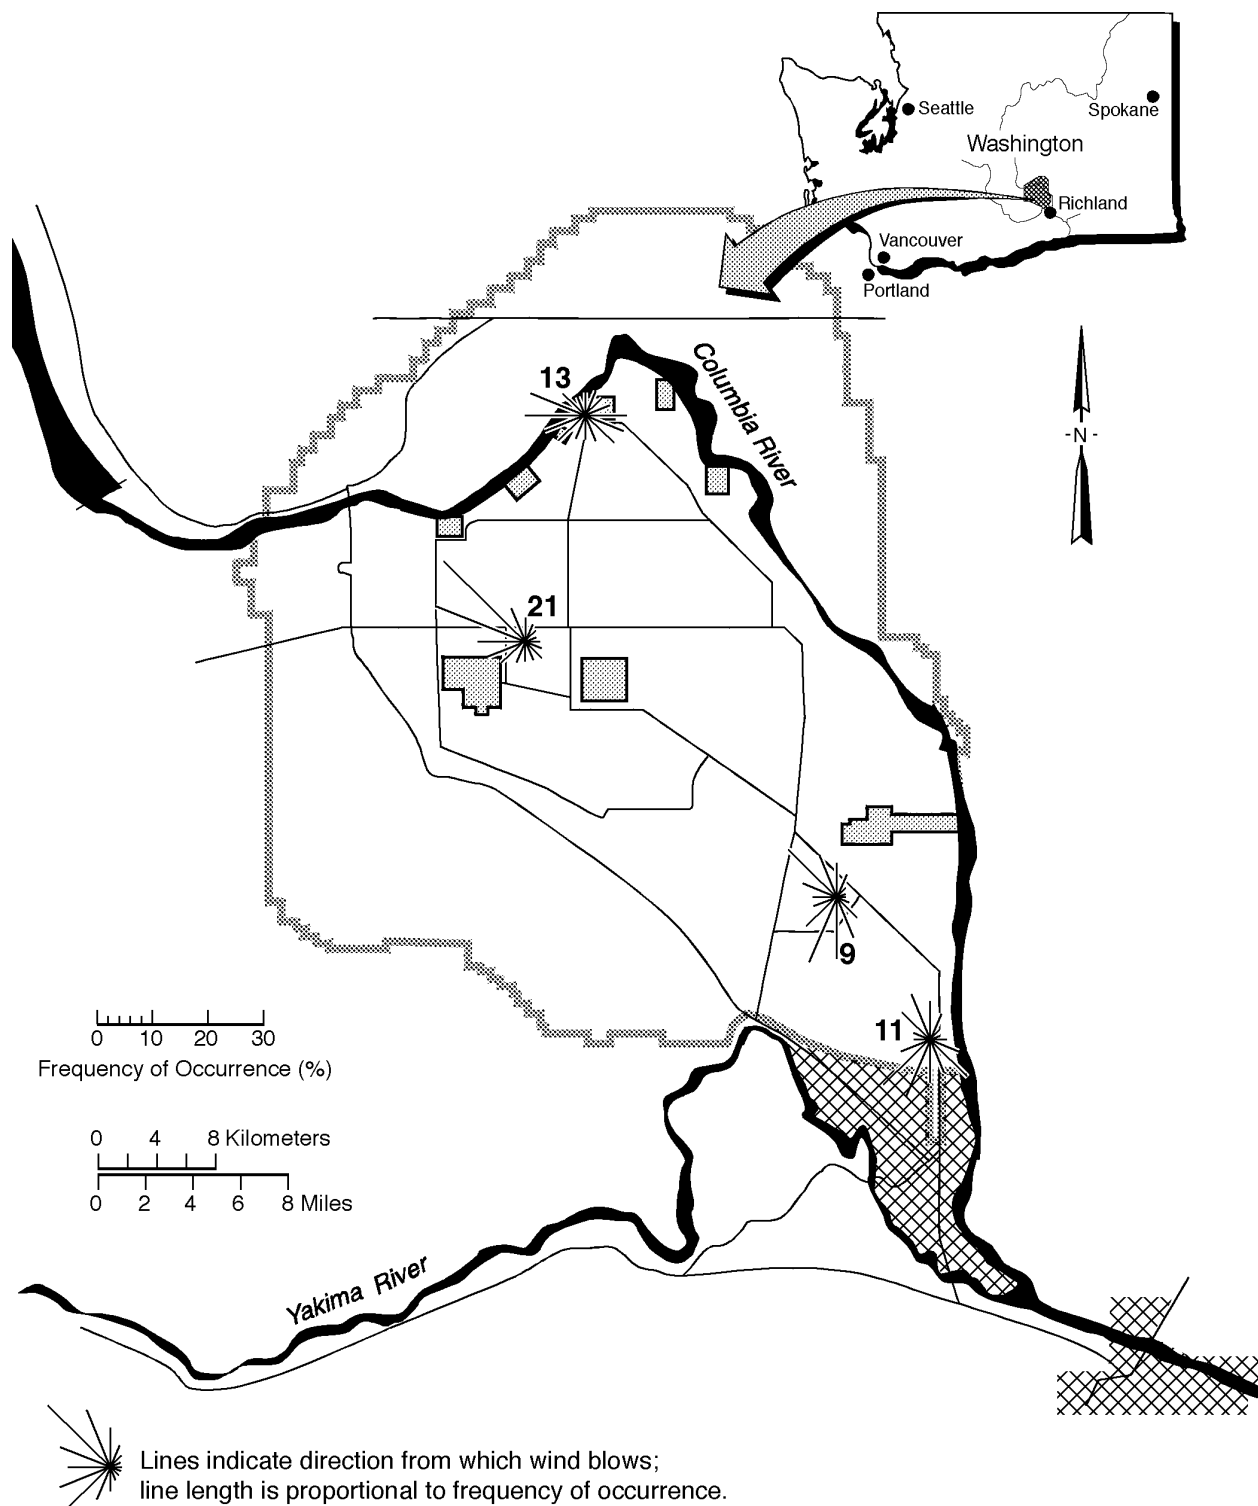 Seattle
Spokane
Washington
Richland
Vancouver
Portland
13
Columbia River
-N-
21
9
11
0 10 20 30
Frequency of Occurrence (%)
0 4 8 Kilometers
0 2 4 6 8 Miles
Yakima River
Lines indicate direction from which wind blows;
line length is proportional to frequency of occurrence.